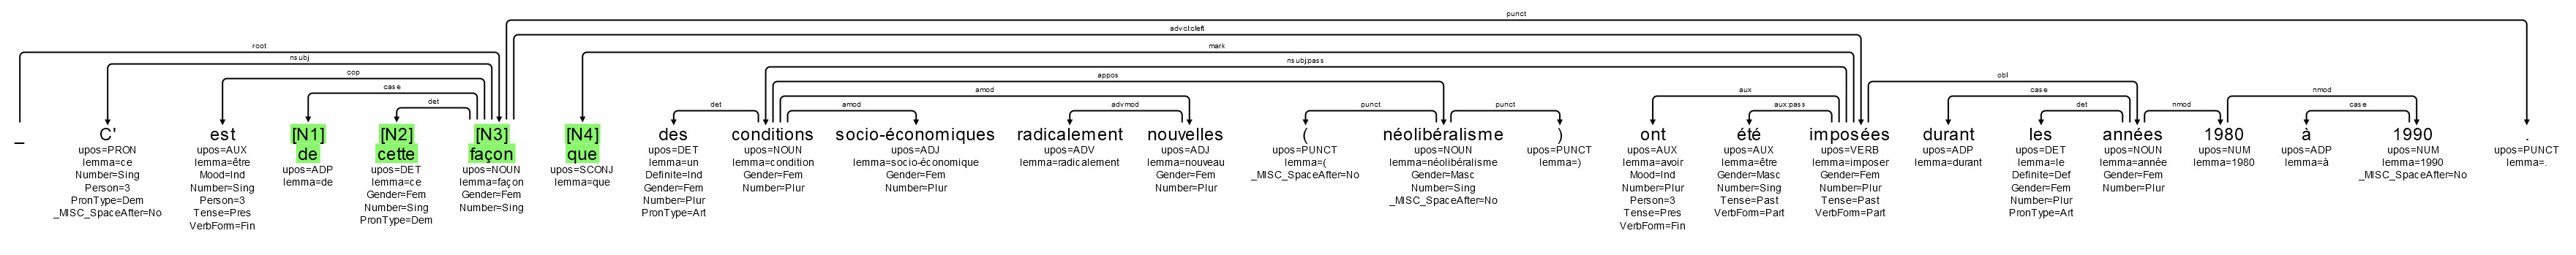 punct
advcl:cleft
root
mark
nsubj
nsubj:pass
cop
appos
obl
case
amod
aux
case
nmod
det
det
amod
advmod
punct
punct
aux:pass
det
nmod
case
_ C' est [N1] de [N2] cette [N3] façon [N4] que des conditions socio-économiques radicalement nouvelles ( néolibéralisme ) ont été imposées durant les années 1980 à 1990 .
upos=PRON
lemma=ce
Number=Sing
Person=3
PronType=Dem
_MISC_SpaceAfter=No
upos=AUX
lemma=être
Mood=Ind
Number=Sing
Person=3
Tense=Pres
VerbForm=Fin
upos=ADP
lemma=de
upos=DET
lemma=ce
Gender=Fem
Number=Sing
PronType=Dem
upos=NOUN
lemma=façon
Gender=Fem
Number=Sing
upos=SCONJ
lemma=que
upos=DET
lemma=un
Definite=Ind
Gender=Fem
Number=Plur
PronType=Art
upos=NOUN
lemma=condition
Gender=Fem
Number=Plur
upos=ADJ
lemma=socio-économique
Gender=Fem
Number=Plur
upos=ADV
lemma=radicalement
upos=ADJ
lemma=nouveau
Gender=Fem
Number=Plur
upos=PUNCT
lemma=(
_MISC_SpaceAfter=No
upos=NOUN
lemma=néolibéralisme
Gender=Masc
Number=Sing
_MISC_SpaceAfter=No
upos=PUNCT
lemma=)
upos=AUX
lemma=avoir
Mood=Ind
Number=Plur
Person=3
Tense=Pres
VerbForm=Fin
upos=AUX
lemma=être
Gender=Masc
Number=Sing
Tense=Past
VerbForm=Part
upos=VERB
lemma=imposer
Gender=Fem
Number=Plur
Tense=Past
VerbForm=Part
upos=ADP
lemma=durant
upos=DET
lemma=le
Definite=Def
Gender=Fem
Number=Plur
PronType=Art
upos=NOUN
lemma=année
Gender=Fem
Number=Plur
upos=NUM
lemma=1980
upos=ADP
lemma=à
upos=NUM
lemma=1990
_MISC_SpaceAfter=No
upos=PUNCT
lemma=.